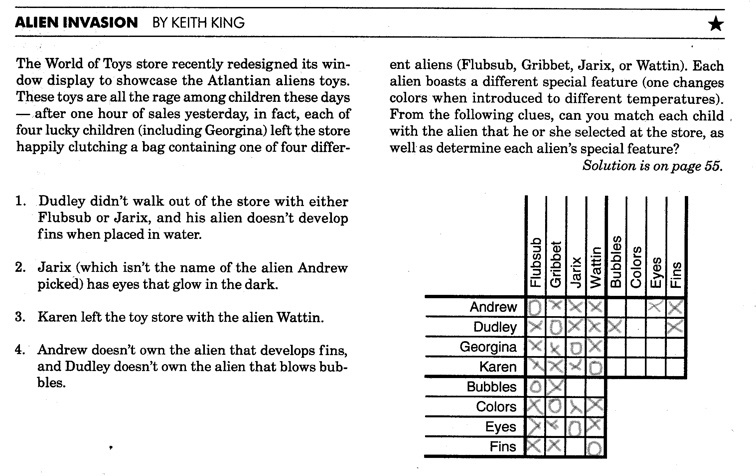 ALIEN INVASION BY KEITH KING ★
The World of Toys store recently redesigned its win-
dow display to showcase the Atlantian aliens toys.
These toys are all the rage among children these days
— after one hour of sales yesterday, in fact, each of
four lucky children (including Georgina) left the store
happily clutching a bag containing one of four differ-
ent aliens (Flubsub, Gribbet, Jarix, or Wattin). Each
alien boasts a different special feature (one changes
colors when introduced to different temperatures).
From the following clues, can you match each child
with the alien that he or she selected at the store, as
well as determine each alien's special feature?
Solution is on page 55.
1. Dudley didn't walk out of the store with either
Flubsub or Jarix, and his alien doesn't develop
fins when placed in water.
2. Jarix (which isn't the name of the alien Andrew
picked) has eyes that glow in the dark.
3. Karen left the toy store with the alien Wattin.
4. Andrew doesn't own the alien that develops fins,
and Dudley doesn't own the alien that blows bub-
bles.
Flubsub Gribbet Jarix Wattin Bubbles Colors Eyes Fins
Andrew O X X X X X
Dudley X O X X X X
Georgina X X O X
Karen X X X O
Bubbles O X
Colors X O X X
Eyes X X O X
Fins X X O